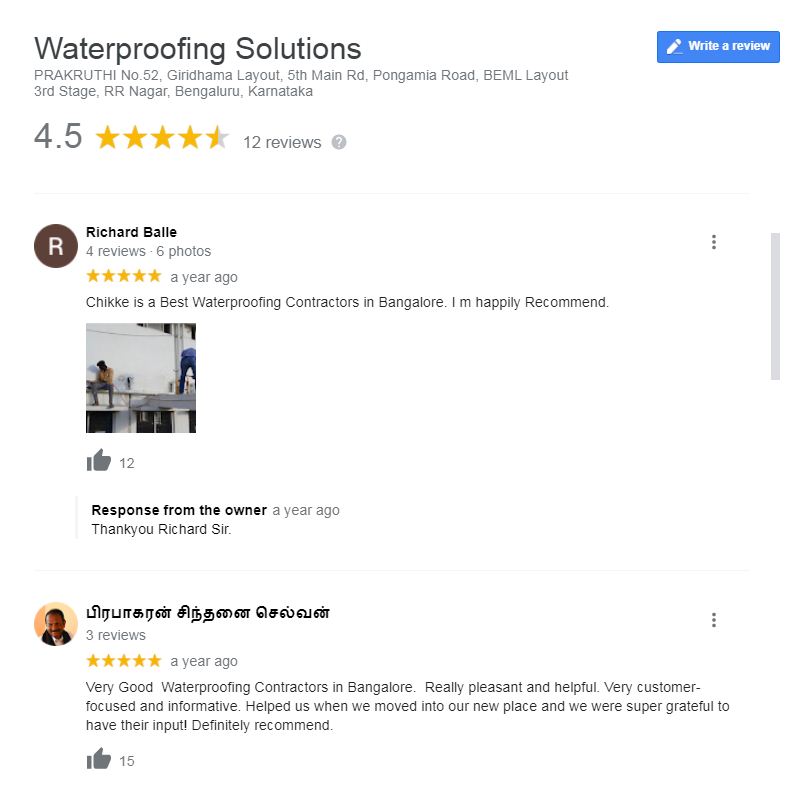 Waterproofing Solutions
Write a review
PRAKRUTHI No.52, Giridhama Layout, 5th Main Rd, Pongamia Road, BEML Layout
3rd Stage, RR Nagar, Bengaluru, Karnataka
4.5 12 reviews ?
R
Richard Balle
4 reviews · 6 photos
a year ago
Chikke is a Best Waterproofing Contractors in Bangalore. I m happily Recommend.
12
Response from the owner a year ago
Thankyou Richard Sir.
பிரபாகரன் சிந்தனை செல்வன்
3 reviews
a year ago
Very Good  Waterproofing Contractors in Bangalore.  Really pleasant and helpful. Very customer-
focused and informative. Helped us when we moved into our new place and we were super grateful to
have their input! Definitely recommend.
15